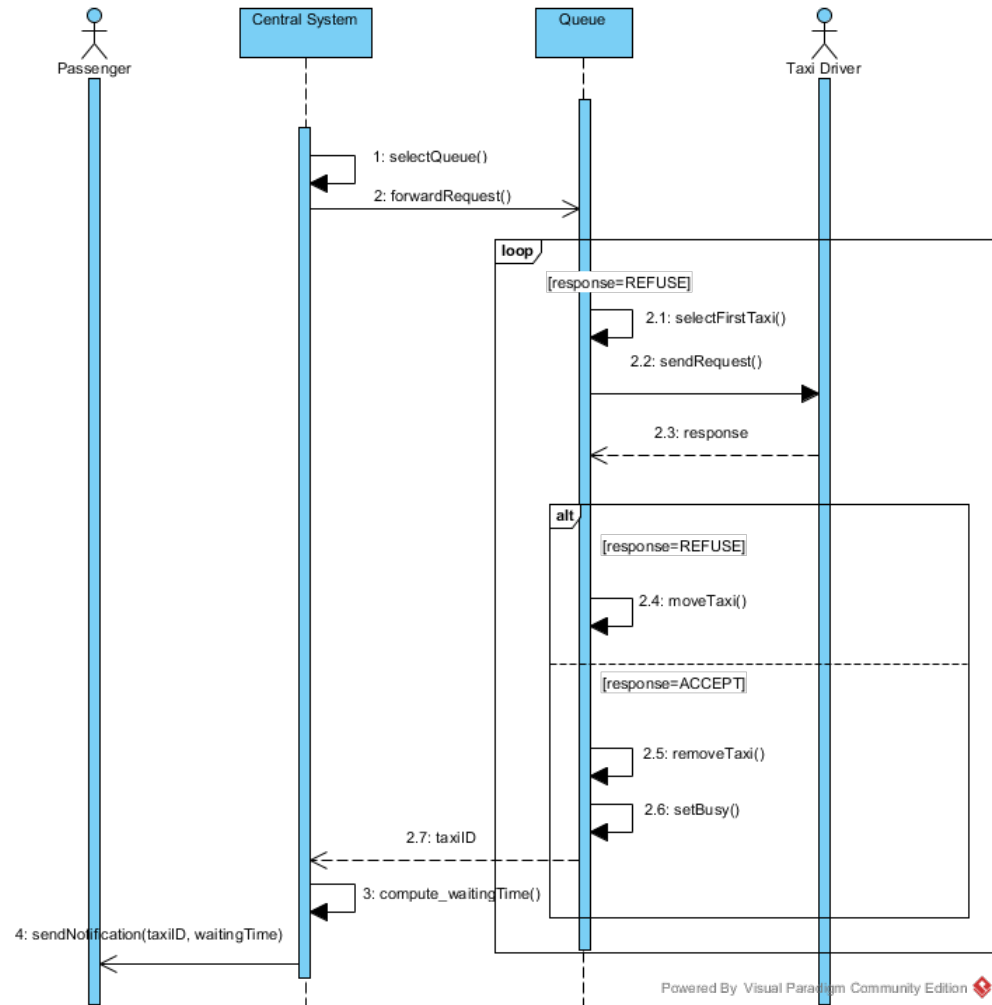 Central System
Queue
Passenger
Taxi Driver
1: selectQueue()
2: forwardRequest()
loop
[response=REFUSE]
2.1: selectFirstTaxi()
2.2: sendRequest()
2.3: response
alt
[response=REFUSE]
2.4: moveTaxi()
[response=ACCEPT]
2.5: removeTaxi()
2.6: setBusy()
2.7: taxiID
3: compute_waitingTime()
4: sendNotification(taxiID, waitingTime)
Powered By Visual Paradigm Community Edition